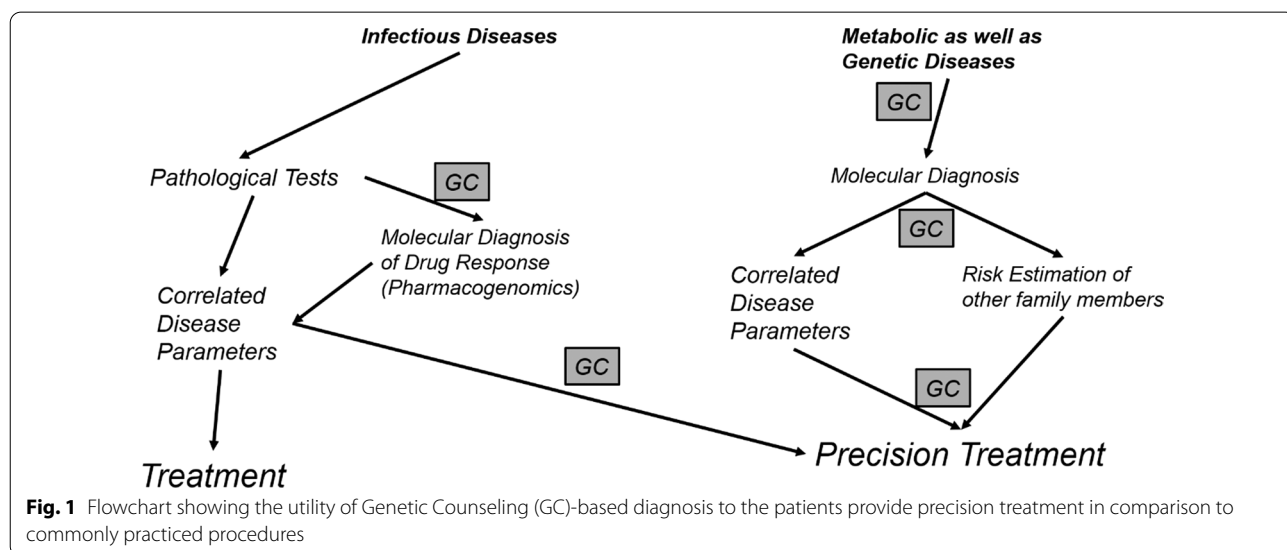 Infectious Diseases
Metabolic as well as
Genetic Diseases
GC
Pathological Tests
GC
Molecular Diagnosis
of Drug Response
(Pharmacogenomics)
Correlated
Disease
Parameters
GC
Treatment
Molecular Diagnosis
GC
Correlated
Disease
Parameters
Risk Estimation of
other family members
GC
Precision Treatment
Fig. 1 Flowchart showing the utility of Genetic Counseling (GC)-based diagnosis to the patients provide precision treatment in comparison to
commonly practiced procedures